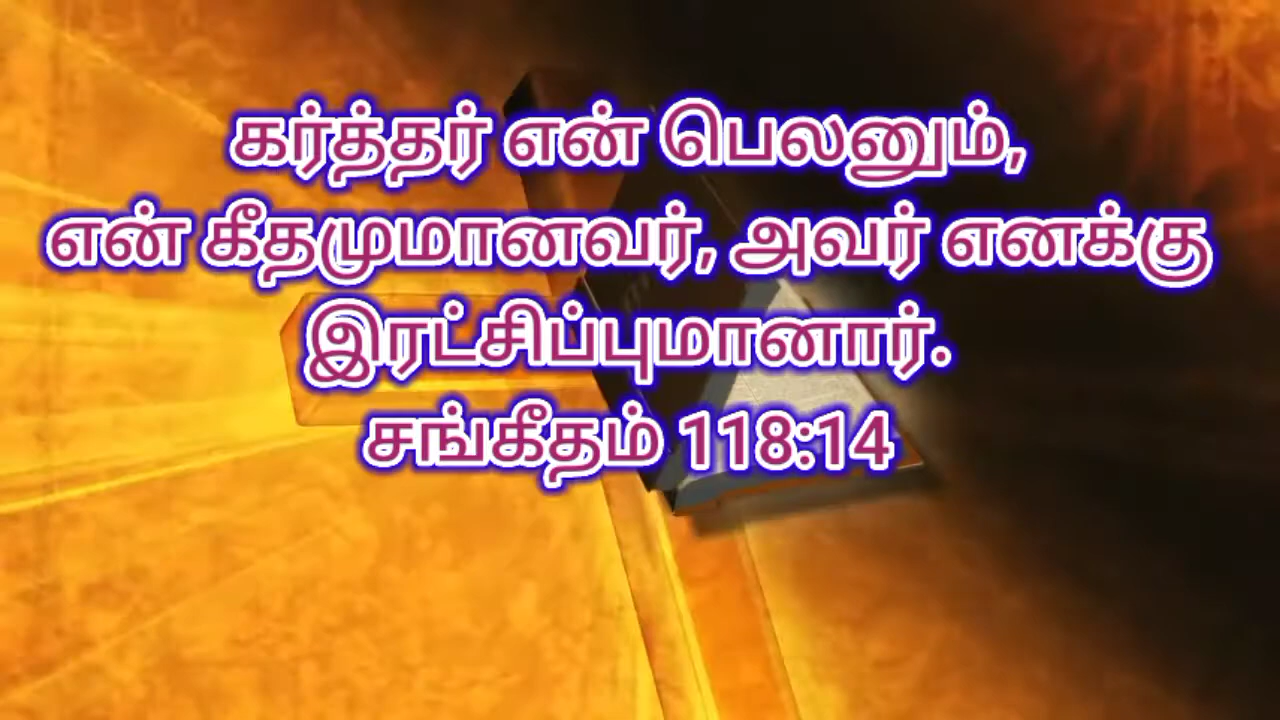 கர்த்தர் என் பெலனும்,
என் கீதமுமானவர், அவர் எனக்கு
இரட்சிப்புமானார்.
சங்கீதம் 118:14